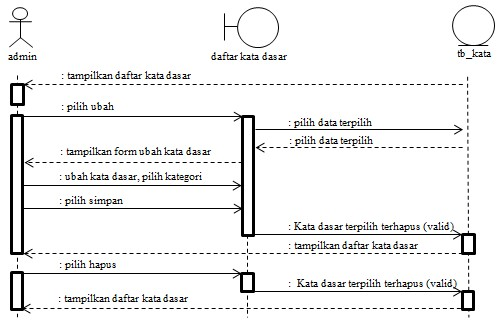 admin
daftar kata dasar
tb_kata
: tampilkan daftar kata dasar
: pilih ubah
: pilih data terpilih
: pilih data terpilih
: tampilkan form ubah kata dasar
: ubah kata dasar, pilih kategori
: pilih simpan
: Kata dasar terpilih terhapus (valid)
: tampilkan daftar kata dasar
: pilih hapus
: Kata dasar terpilih terhapus (valid)
: tampilkan daftar kata dasar